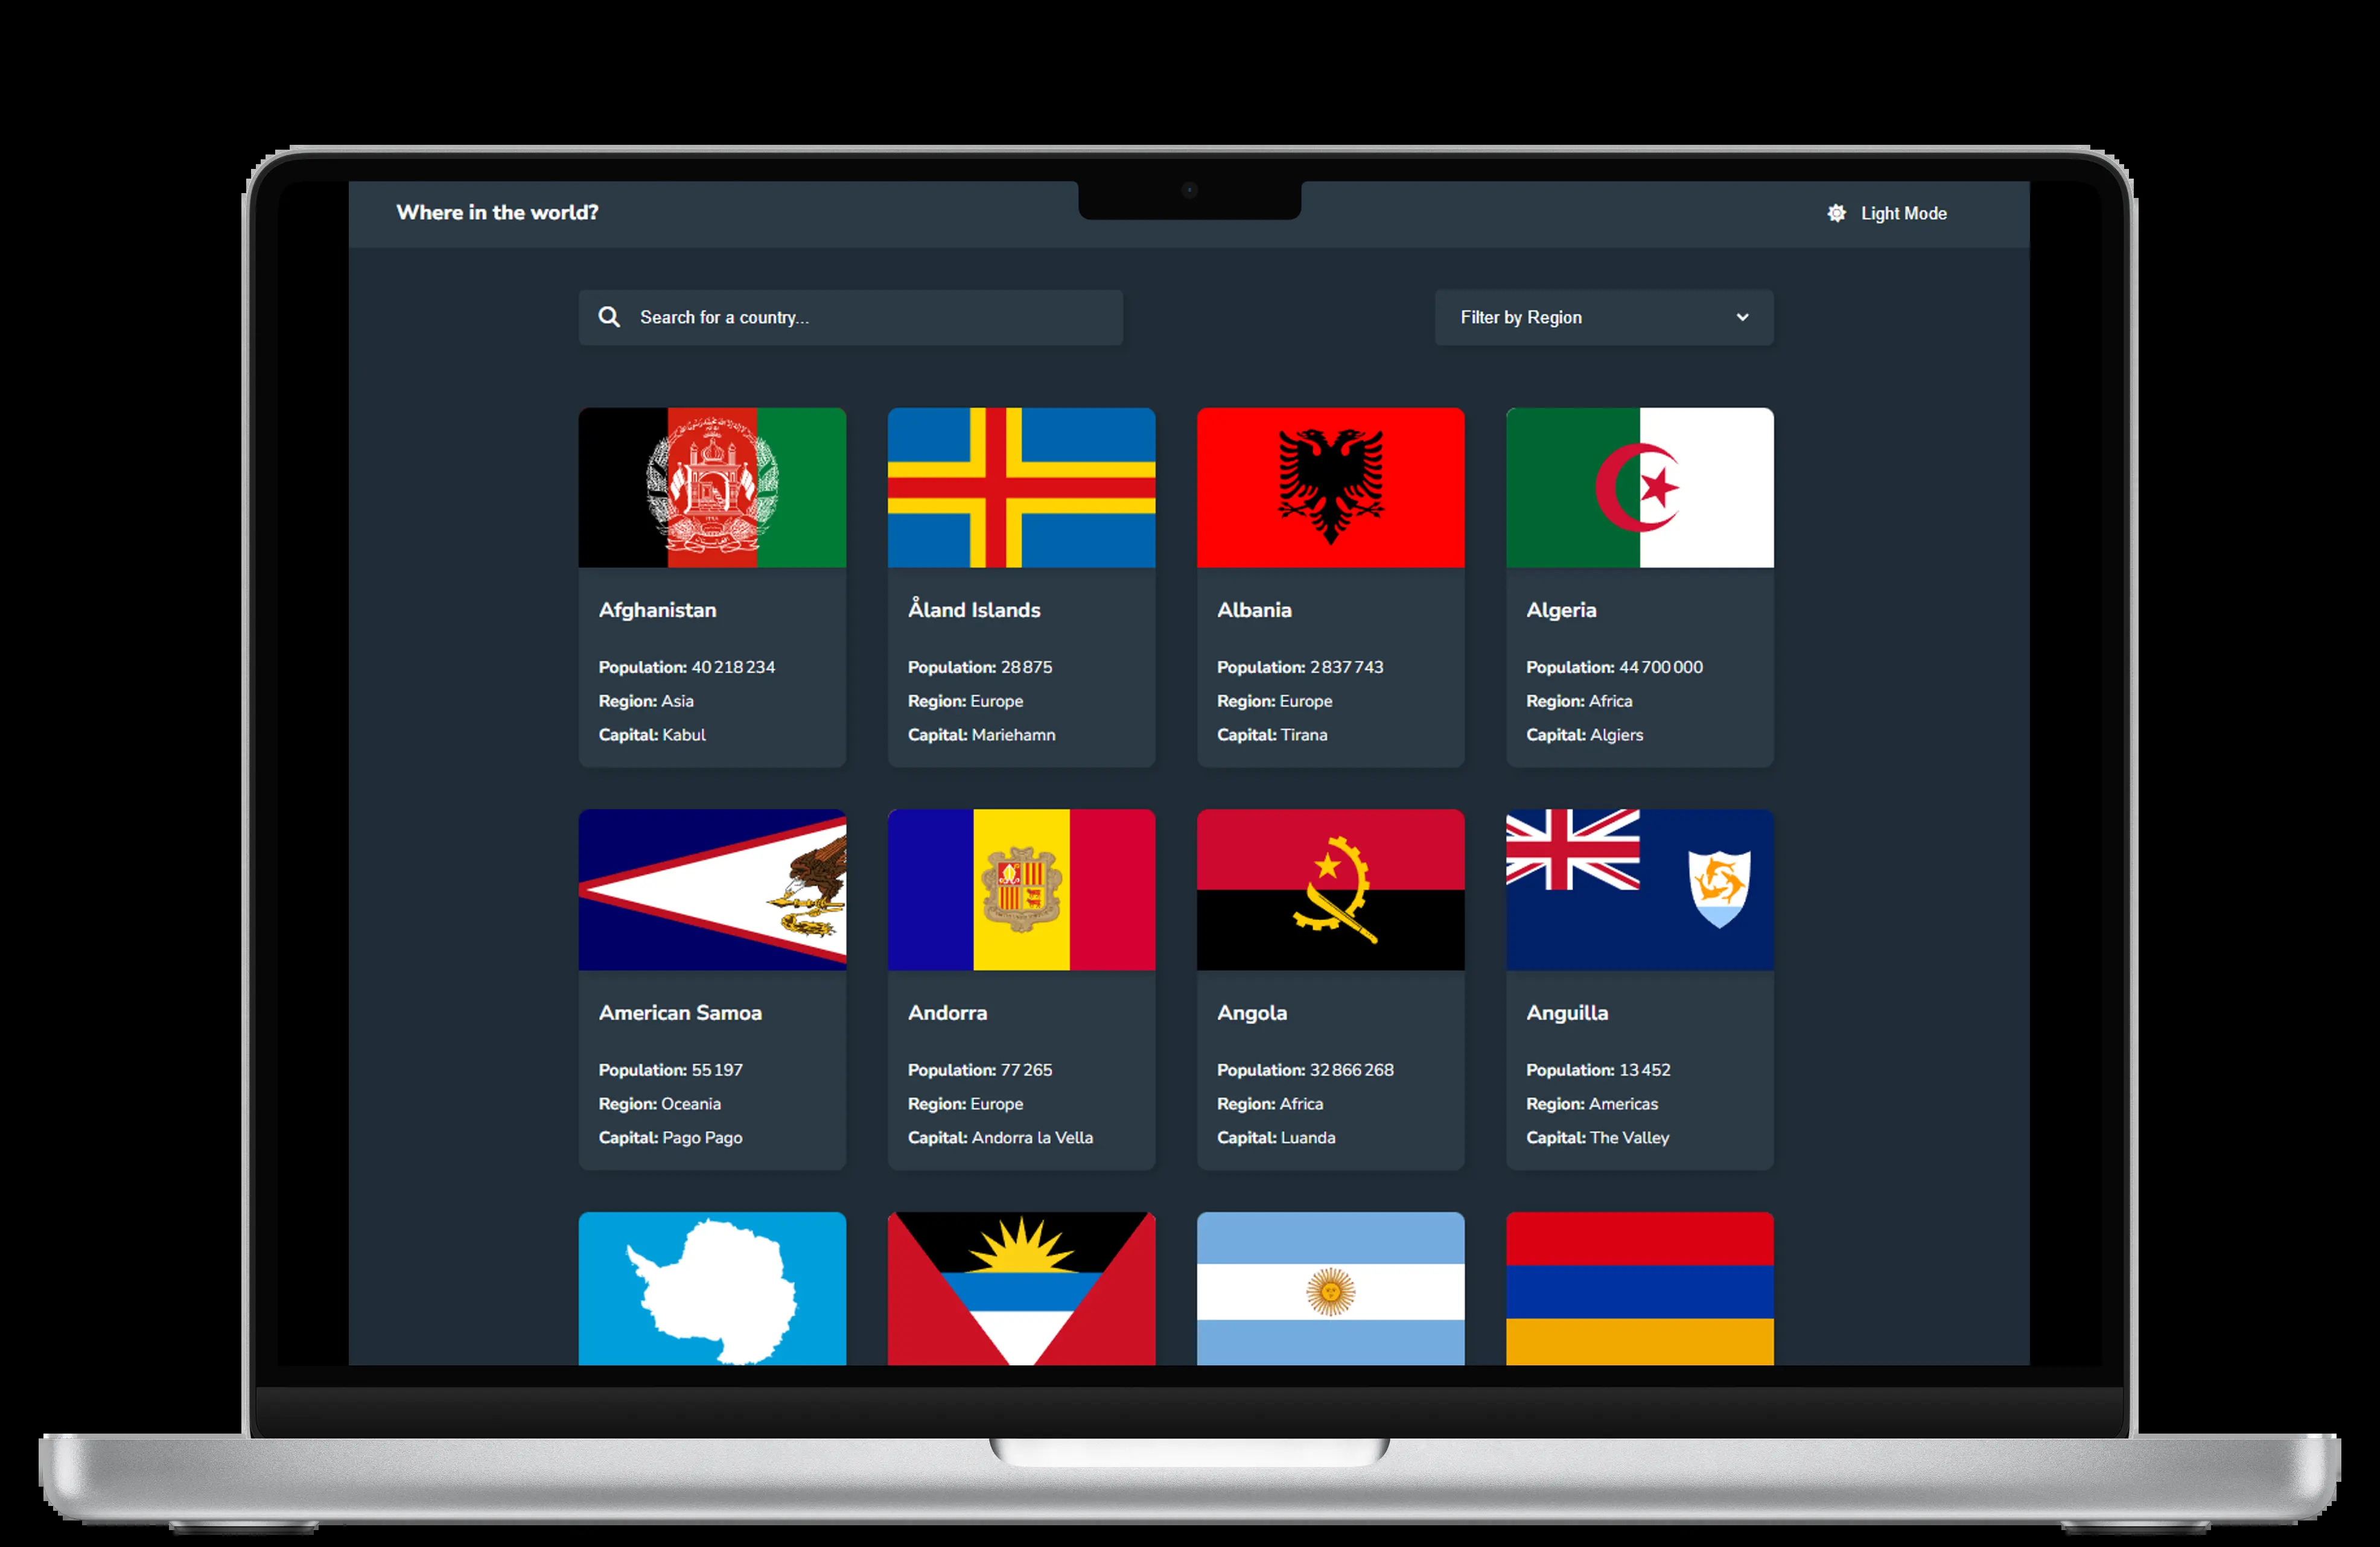 Where in the world?
Light Mode
Search for a country...
Filter by Region
Afghanistan
Population: 40 218 234
Region: Asia
Capital: Kabul
Åland Islands
Population: 28 875
Region: Europe
Capital: Mariehamn
Albania
Population: 2 837 743
Region: Europe
Capital: Tirana
Algeria
Population: 44 700 000
Region: Africa
Capital: Algiers
American Samoa
Population: 55 197
Region: Oceania
Capital: Pago Pago
Andorra
Population: 77 265
Region: Europe
Capital: Andorra la Vella
Angola
Population: 32 866 268
Region: Africa
Capital: Luanda
Anguilla
Population: 13 452
Region: Americas
Capital: The Valley